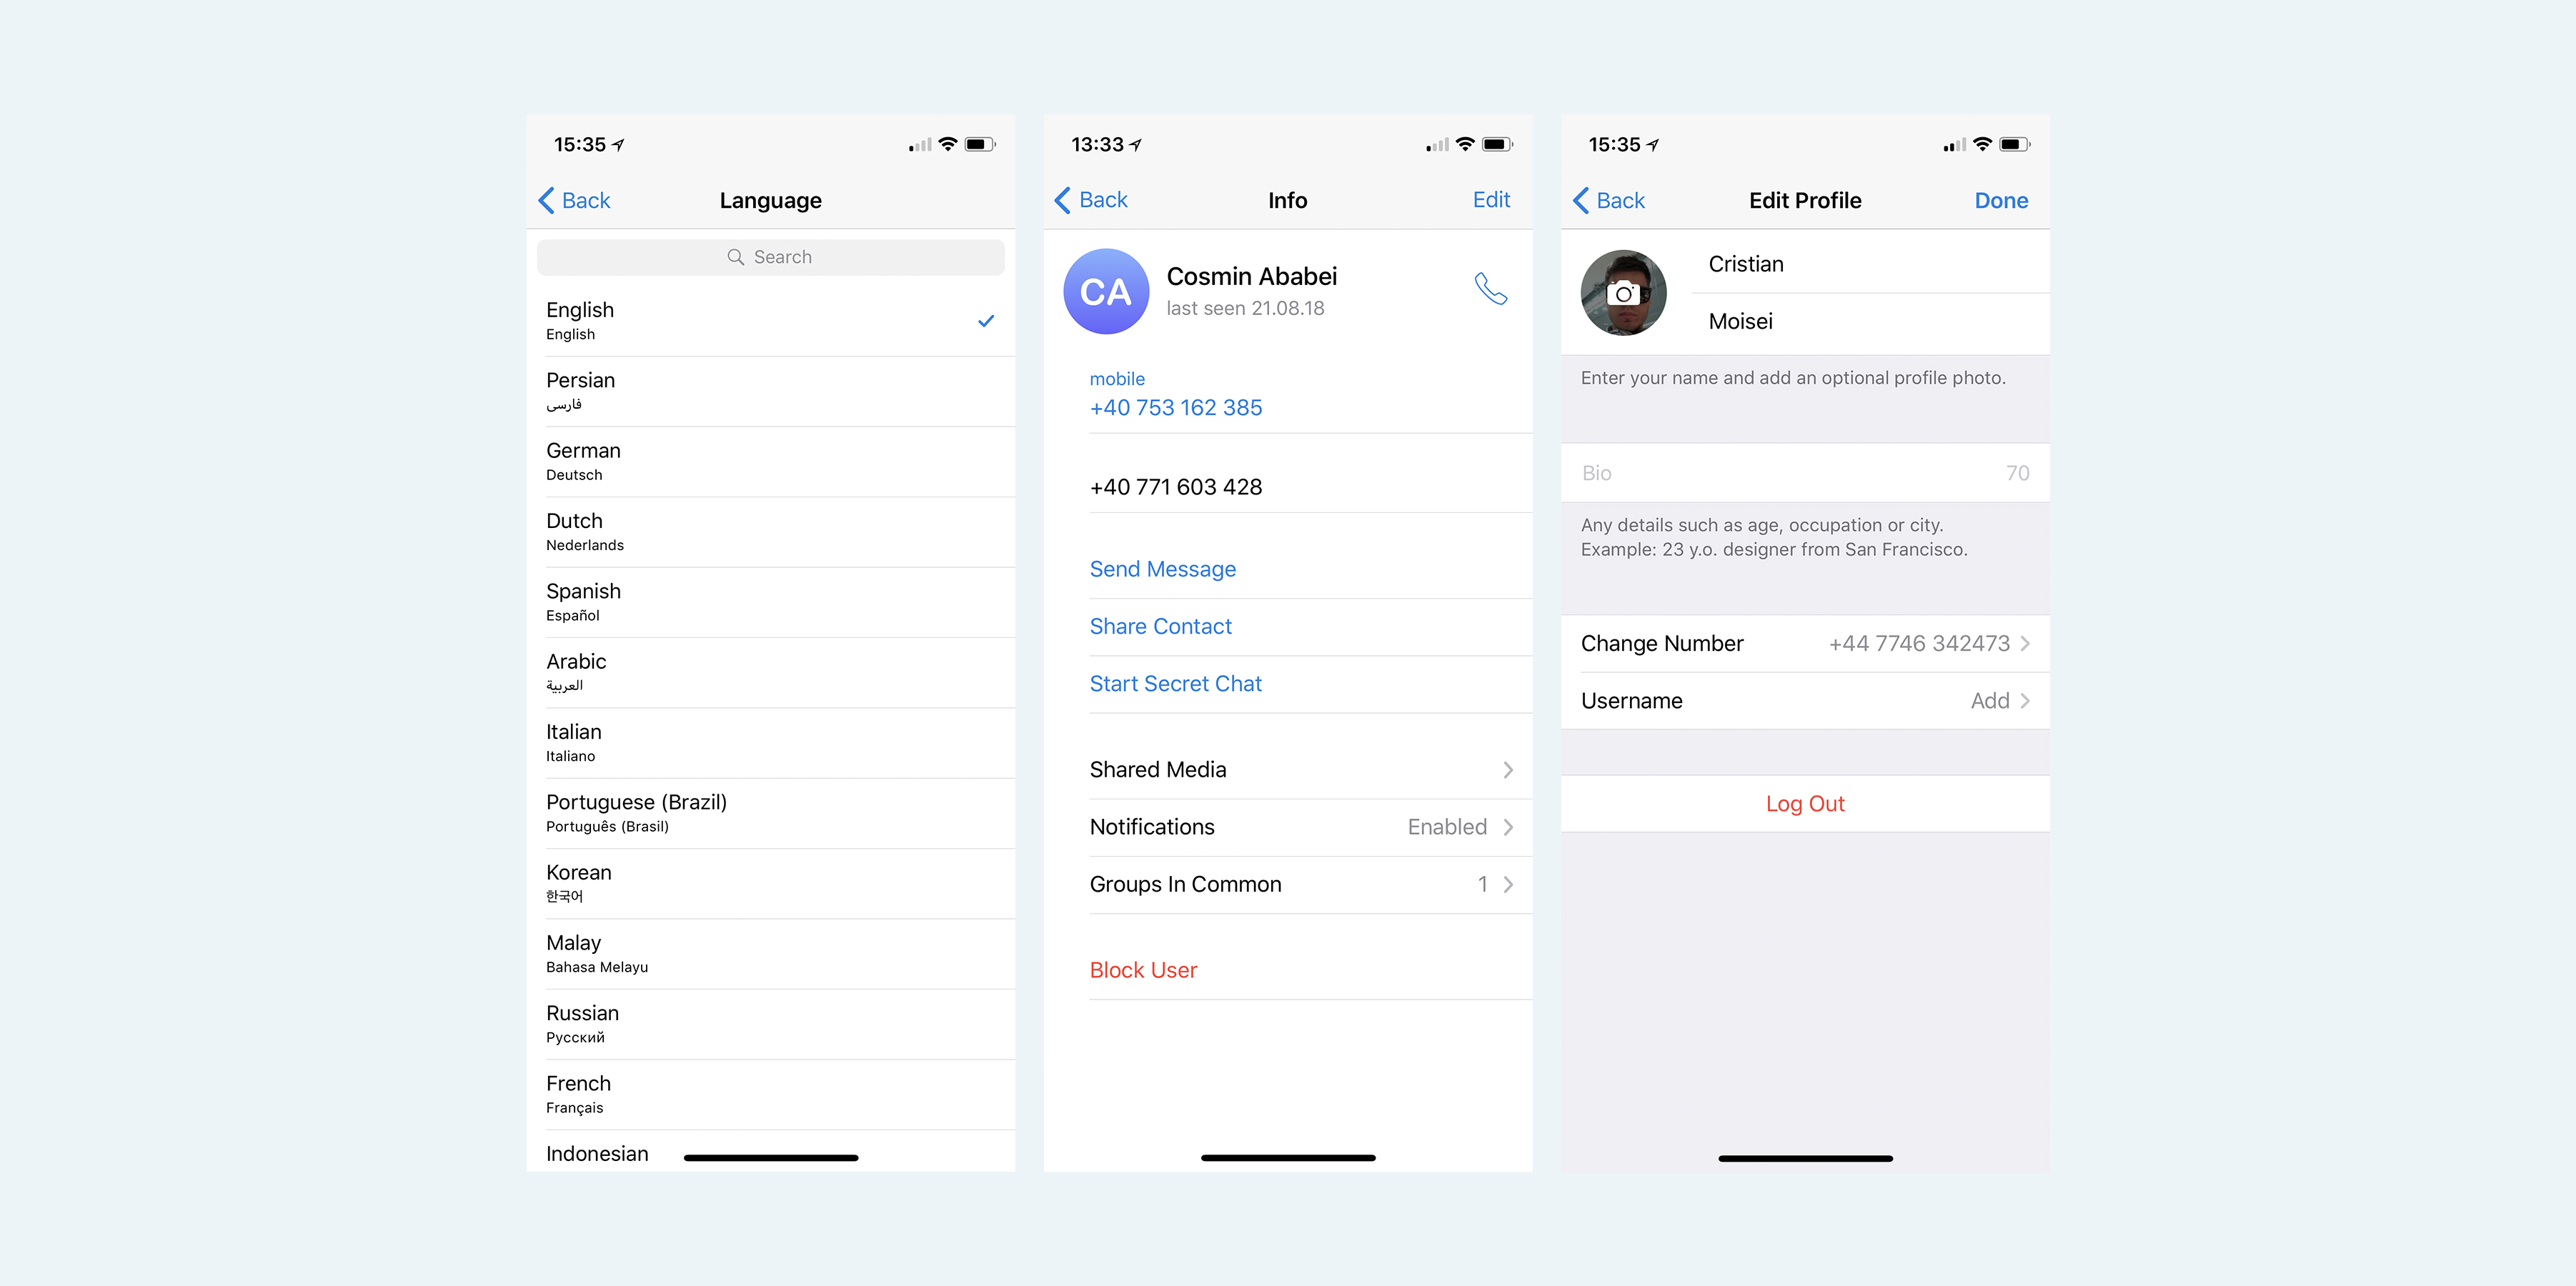 15:35
Back
Language
Search
English
English
Persian
فارسی
German
Deutsch
Dutch
Nederlands
Spanish
Español
Arabic
العربية
Italian
Italiano
Portuguese (Brazil)
Português (Brasil)
Korean
한국어
Malay
Bahasa Melayu
Russian
Русский
French
Français
Indonesian
13:33
Back
Info
Edit
CA
Cosmin Ababei
last seen 21.08.18
mobile
+40 753 162 385
+40 771 603 428
Send Message
Share Contact
Start Secret Chat
Shared Media
Notifications Enabled
Groups In Common 1
Block User
15:35
Back
Edit Profile
Done
Cristian
Moisei
Enter your name and add an optional profile photo.
Bio 70
Any details such as age, occupation or city.
Example: 23 y.o. designer from San Francisco.
Change Number +44 7746 342473
Username Add
Log Out